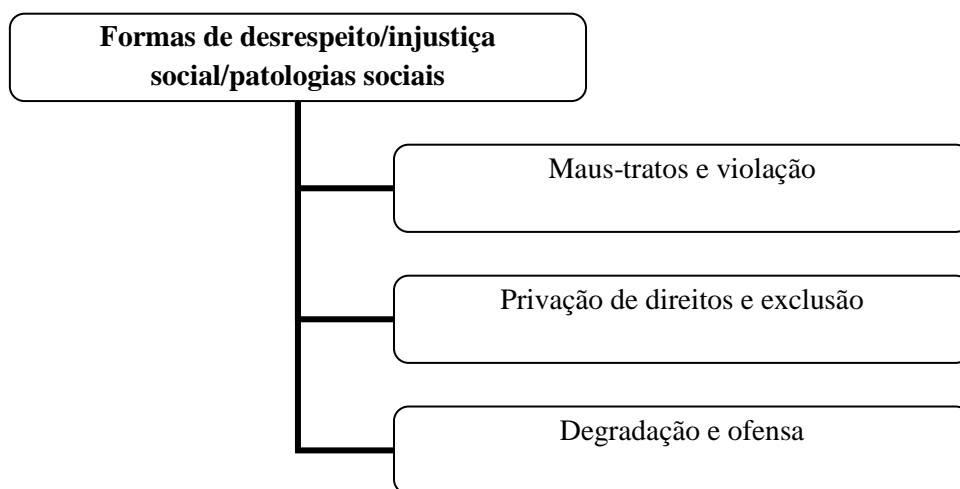 Formas de desrespeito/injustiça
social/patologias sociais
Maus-tratos e violação
Privação de direitos e exclusão
Degradação e ofensa